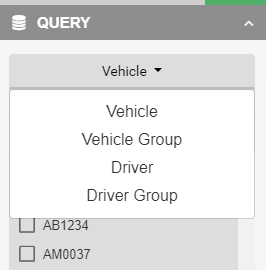 QUERY
Vehicle
Vehicle
Vehicle Group
Driver
Driver Group
AB1234
AM0037